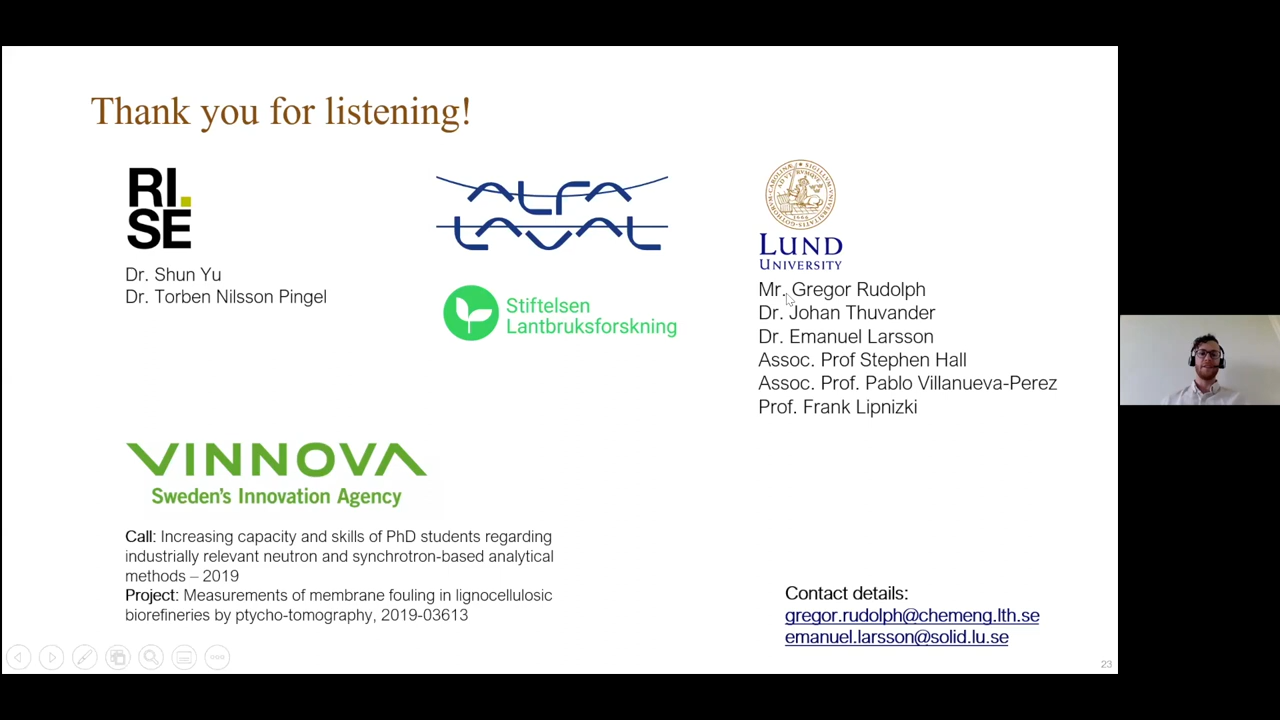 Thank you for listening!
RI.
SE
Dr. Shun Yu
Dr. Torben Nilsson Pingel
ALFA
LAVAL
Stiftelsen
Lantbruksforskning
LUND
UNIVERSITY
Mr. Gregor Rudolph
Dr. Johan Thuvander
Dr. Emanuel Larsson
Assoc. Prof Stephen Hall
Assoc. Prof. Pablo Villanueva-Perez
Prof. Frank Lipnizki
VINNOVA
Sweden's Innovation Agency
Call: Increasing capacity and skills of PhD students regarding
industrially relevant neutron and synchrotron-based analytical
methods – 2019
Project: Measurements of membrane fouling in lignocellulosic
biorefineries by ptycho-tomography, 2019-03613
Contact details:
gregor.rudolph@chemeng.lth.se
emanuel.larsson@solid.lu.se
23